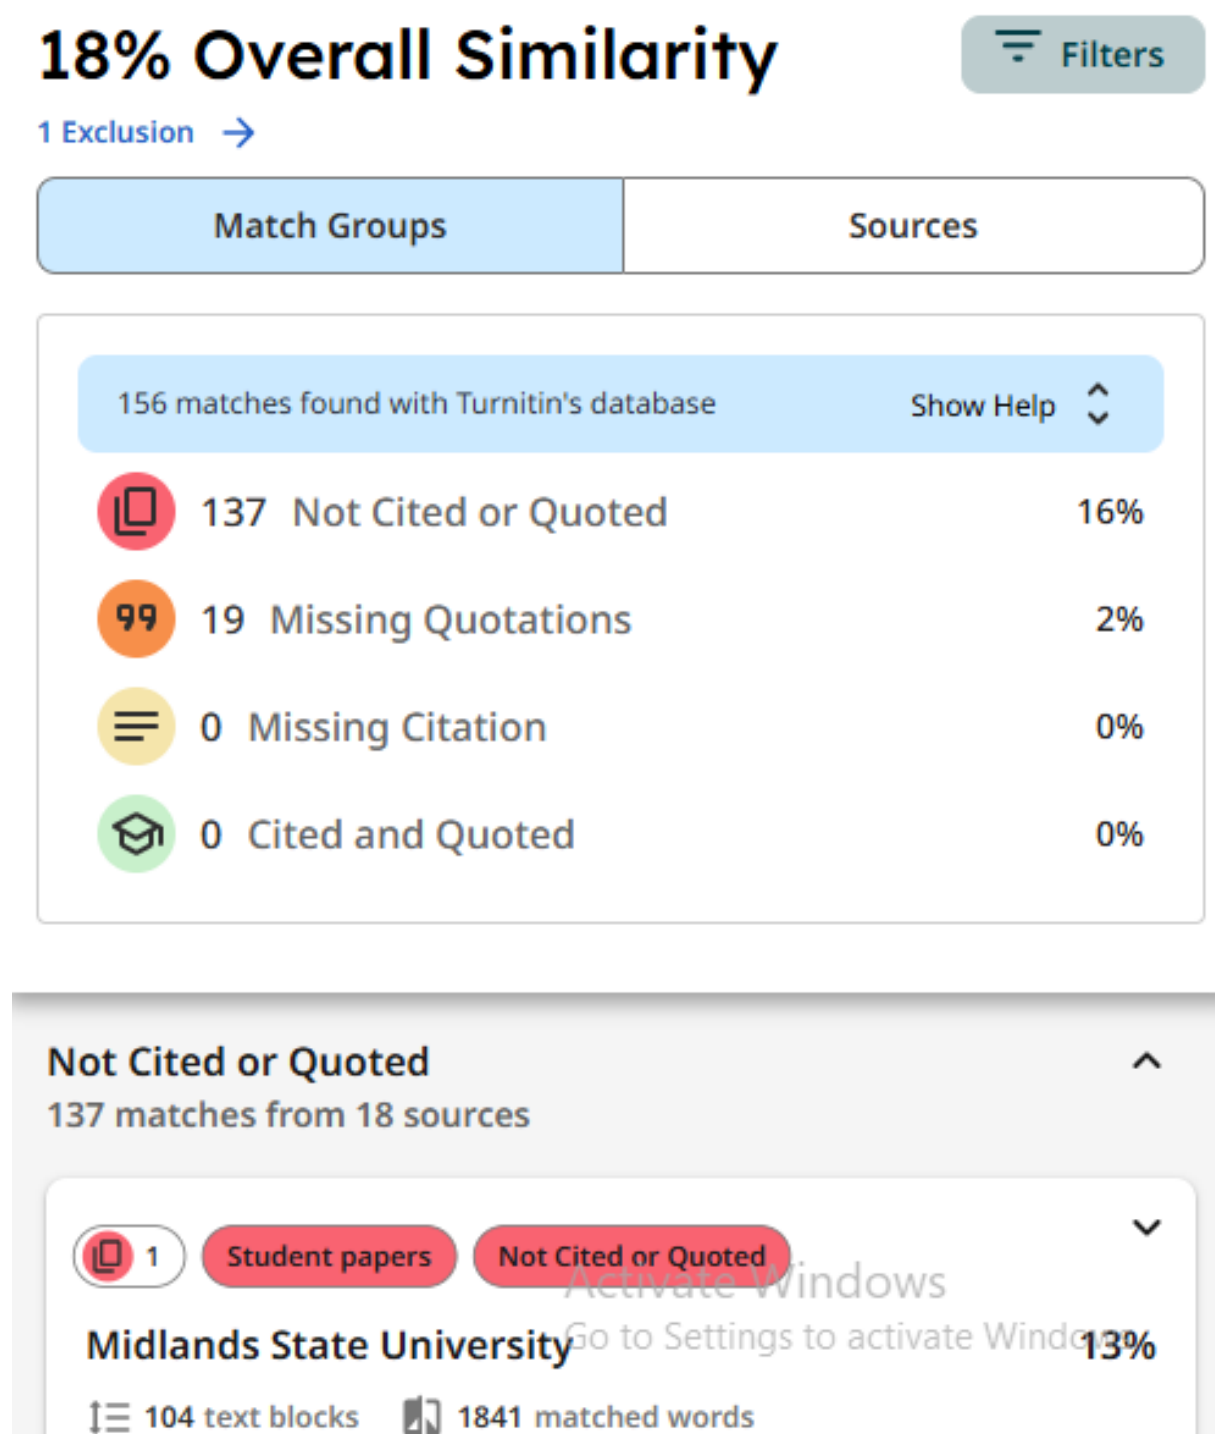 18% Overall Similarity
Filters
1 Exclusion
Match Groups
Sources
156 matches found with Turnitin's database
Show Help
137 Not Cited or Quoted 16%
99 19 Missing Quotations 2%
0 Missing Citation 0%
0 Cited and Quoted 0%
Not Cited or Quoted
137 matches from 18 sources
1 Student papers Not Cited or Quoted
Activate Windows
Midlands State University 13%
Go to Settings to activate Windows.
104 text blocks 1841 matched words